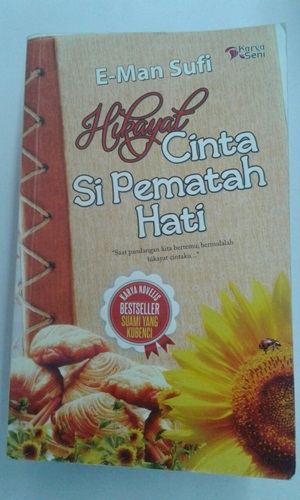 E-Man Sufi
Karya
Seni
Hikayat
Cinta
Si Pematah
Hati
"Saat pandangan kita bertemu, bermulalah
hikayat cintaku..."
KARYA NOVELIS
BESTSELLER
SUAMI YANG
KUBENCI